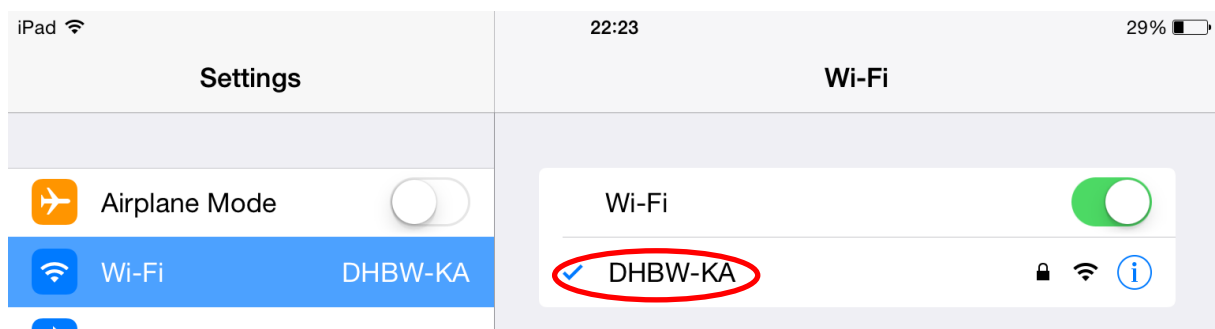 iPad 22:23 29%
Settings
Wi-Fi
Airplane Mode
Wi-Fi DHBW-KA
Wi-Fi
DHBW-KA